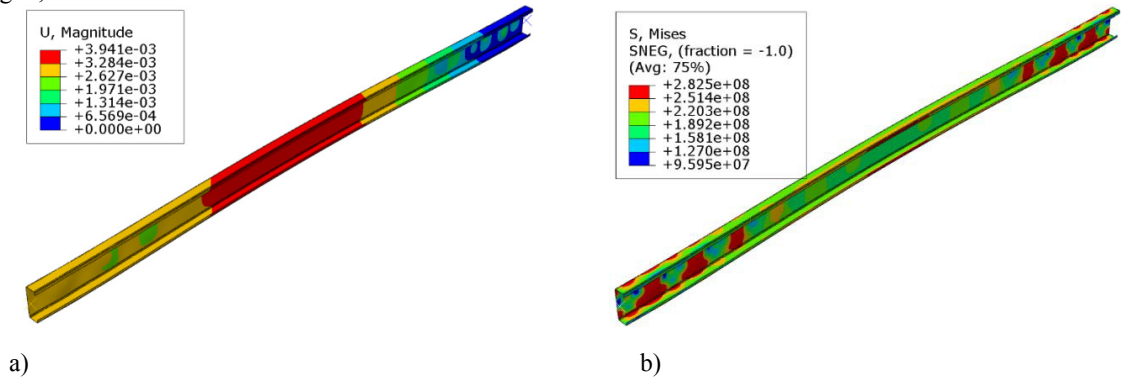 U, Magnitude
+3.941e-03
+3.284e-03
+2.627e-03
+1.971e-03
+1.314e-03
+6.569e-04
+0.000e+00
S, Mises
SNEG, (fraction = -1.0)
(Avg: 75%)
+2.825e+08
+2.514e+08
+2.203e+08
+1.892e+08
+1.581e+08
+1.270e+08
+9.595e+07
a)
b)